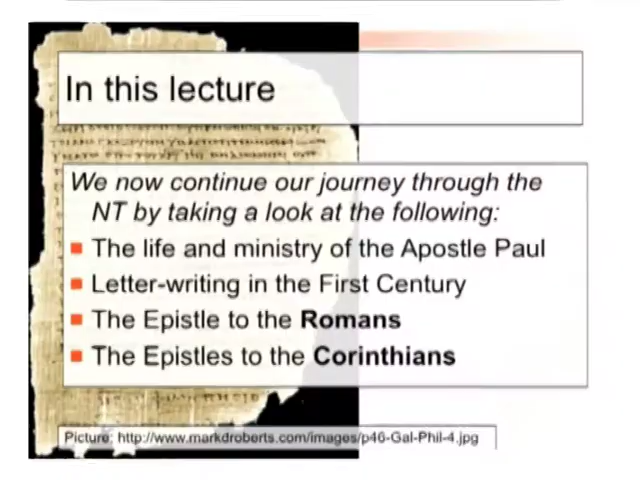 In this lecture
We now continue our journey through the
NT by taking a look at the following:
The life and ministry of the Apostle Paul
Letter-writing in the First Century
The Epistle to the Romans
The Epistles to the Corinthians
Picture: http://www.markdroberts.com/images/p46-Gal-Phil-4.jpg